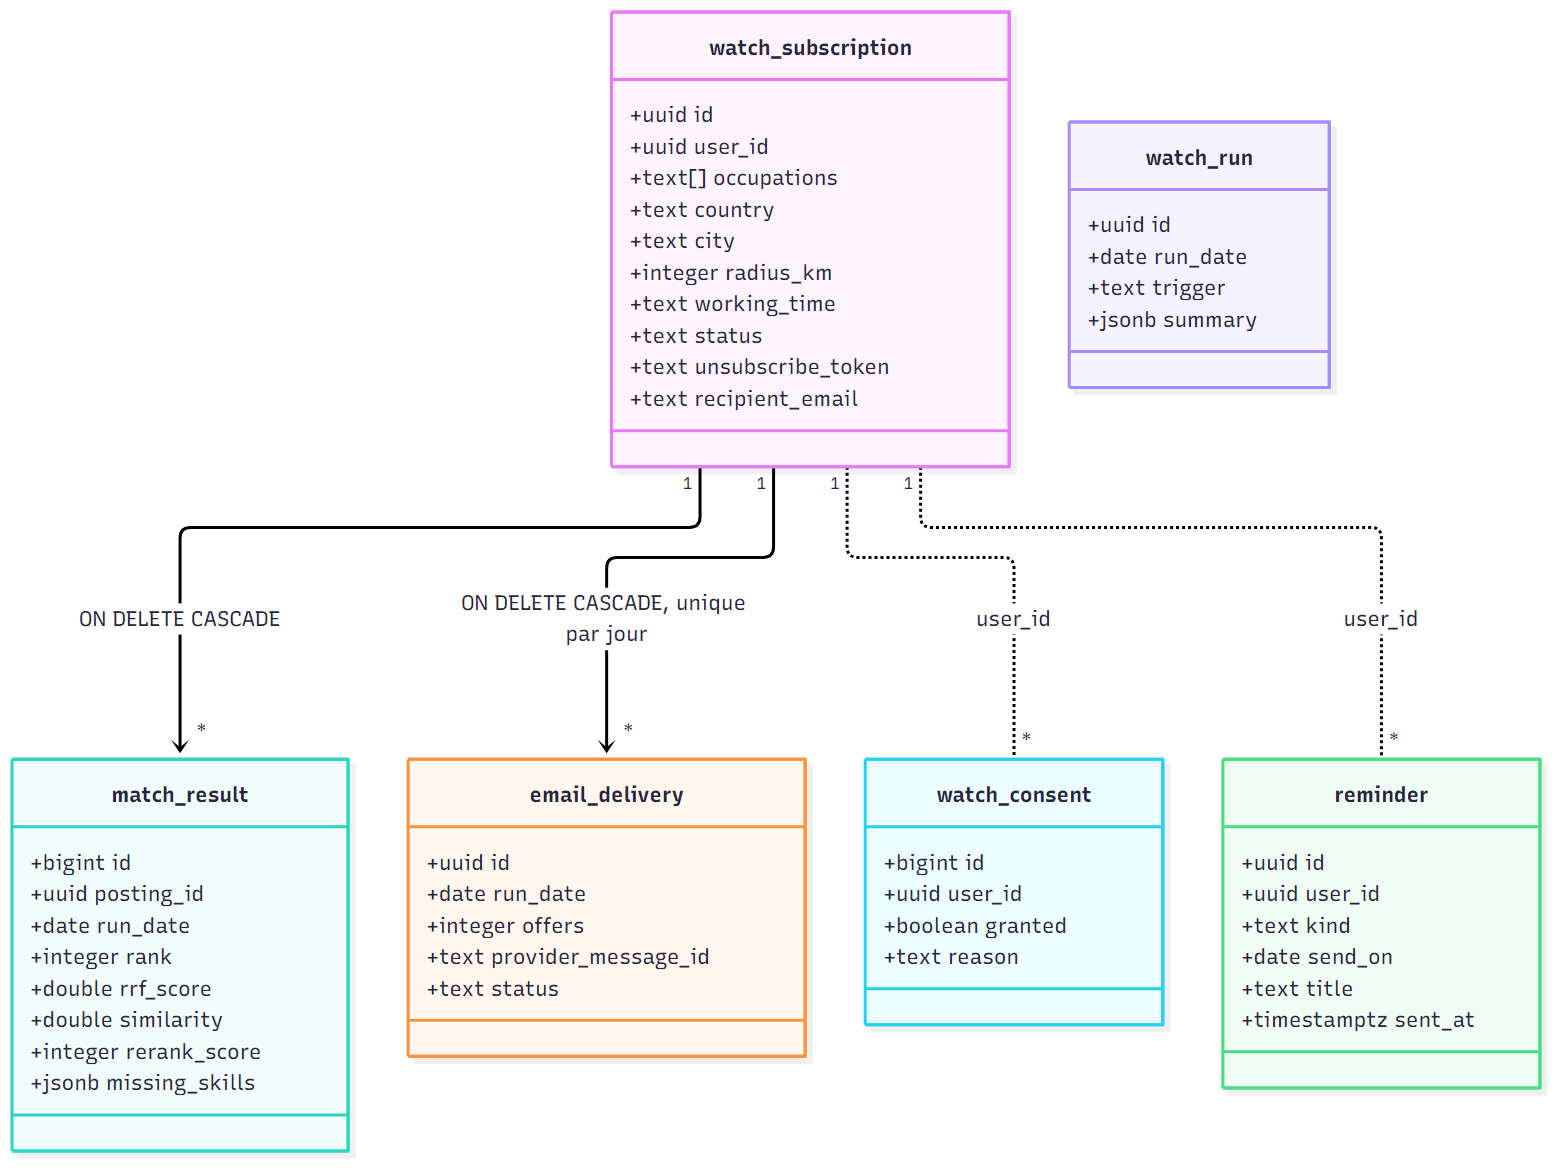 watch_subscription
+uuid id
+uuid user_id
+text[] occupations
+text country
+text city
+integer radius_km
+text working_time
+text status
+text unsubscribe_token
+text recipient_email
watch_run
+uuid id
+date run_date
+text trigger
+jsonb summary
1
1
1
1
ON DELETE CASCADE
ON DELETE CASCADE, unique
par jour
user_id
user_id
*
*
*
*
match_result
+bigint id
+uuid posting_id
+date run_date
+integer rank
+double rrf_score
+double similarity
+integer rerank_score
+jsonb missing_skills
email_delivery
+uuid id
+date run_date
+integer offers
+text provider_message_id
+text status
watch_consent
+bigint id
+uuid user_id
+boolean granted
+text reason
reminder
+uuid id
+uuid user_id
+text kind
+date send_on
+text title
+timestamptz sent_at